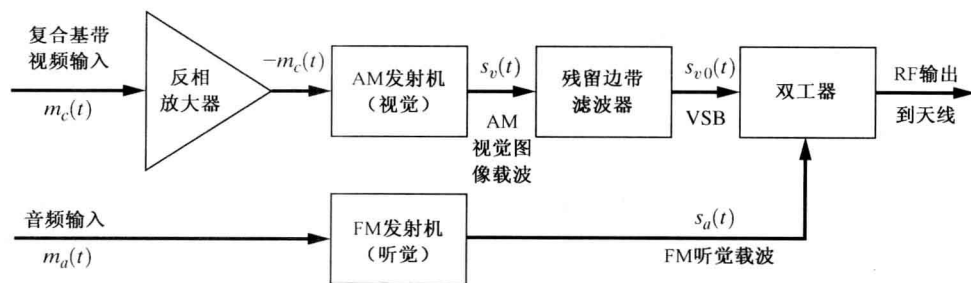 复合基带
视频输入
m_c(t)
反相
放大器
−m_c(t)
AM发射机
（视觉）
s_v(t)
AM
视觉图
像载波
残留边带
滤波器
s_{v0}(t)
VSB
双工器
RF输出
到天线
音频输入
m_a(t)
FM发射机
（听觉）
s_a(t)
FM听觉载波